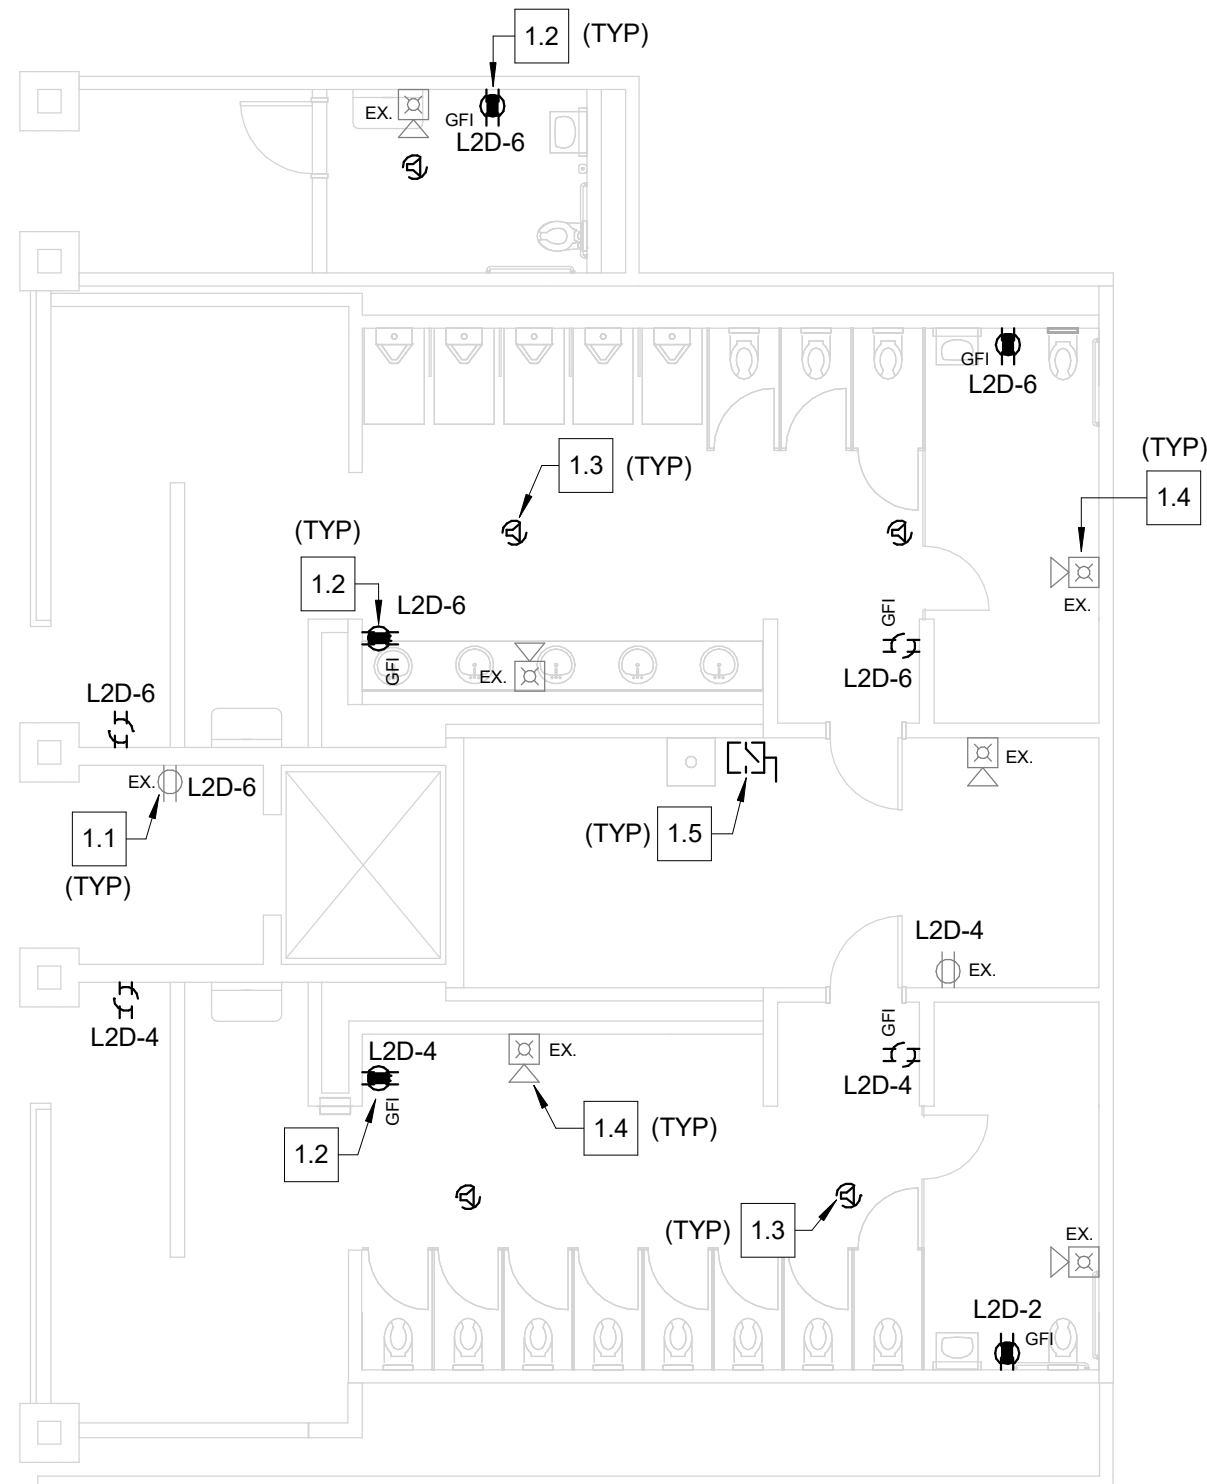 1.2 (TYP)
EX.
GFI
L2D-6
GFI
L2D-6
1.3 (TYP)
(TYP)
1.4
(TYP)
1.2
L2D-6
GFI
EX.
EX.
GFI
L2D-6
L2D-6
EX.
L2D-6
1.1
(TYP)
(TYP) 1.5
EX.
L2D-4
EX.
L2D-4
L2D-4
GFI
1.2
EX.
1.4 (TYP)
GFI
L2D-4
(TYP) 1.3
EX.
L2D-2
GFI